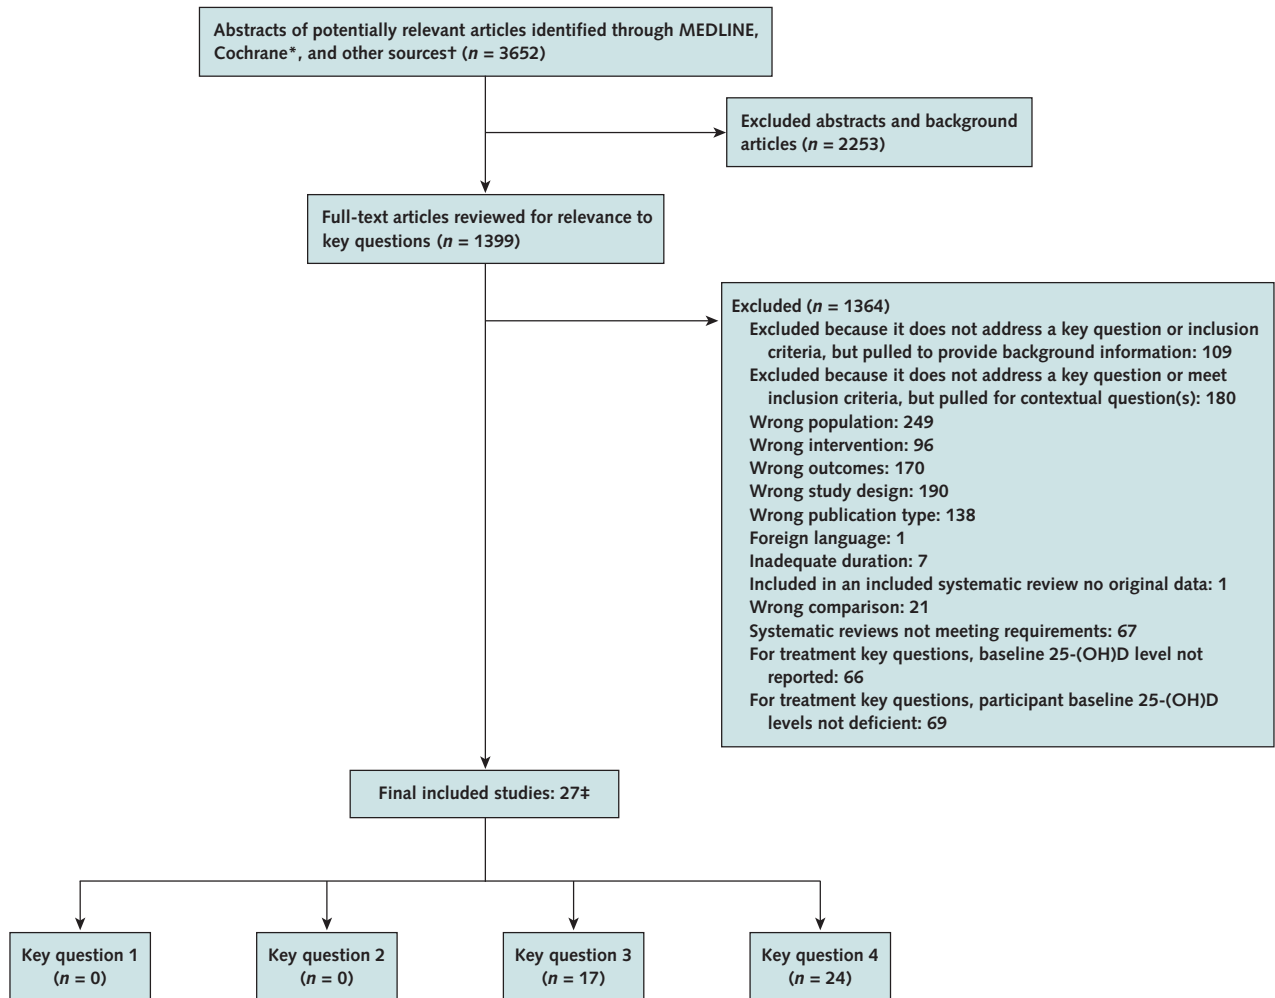 Abstracts of potentially relevant articles identified through MEDLINE,
Cochrane*, and other sources† (n = 3652)
Excluded abstracts and background
articles (n = 2253)
Full-text articles reviewed for relevance to
key questions (n = 1399)
Excluded (n = 1364)
Excluded because it does not address a key question or inclusion
criteria, but pulled to provide background information: 109
Excluded because it does not address a key question or meet
inclusion criteria, but pulled for contextual question(s): 180
Wrong population: 249
Wrong intervention: 96
Wrong outcomes: 170
Wrong study design: 190
Wrong publication type: 138
Foreign language: 1
Inadequate duration: 7
Included in an included systematic review no original data: 1
Wrong comparison: 21
Systematic reviews not meeting requirements: 67
For treatment key questions, baseline 25-(OH)D level not
reported: 66
For treatment key questions, participant baseline 25-(OH)D
levels not deficient: 69
Final included studies: 27‡
Key question 1
(n = 0)
Key question 2
(n = 0)
Key question 3
(n = 17)
Key question 4
(n = 24)